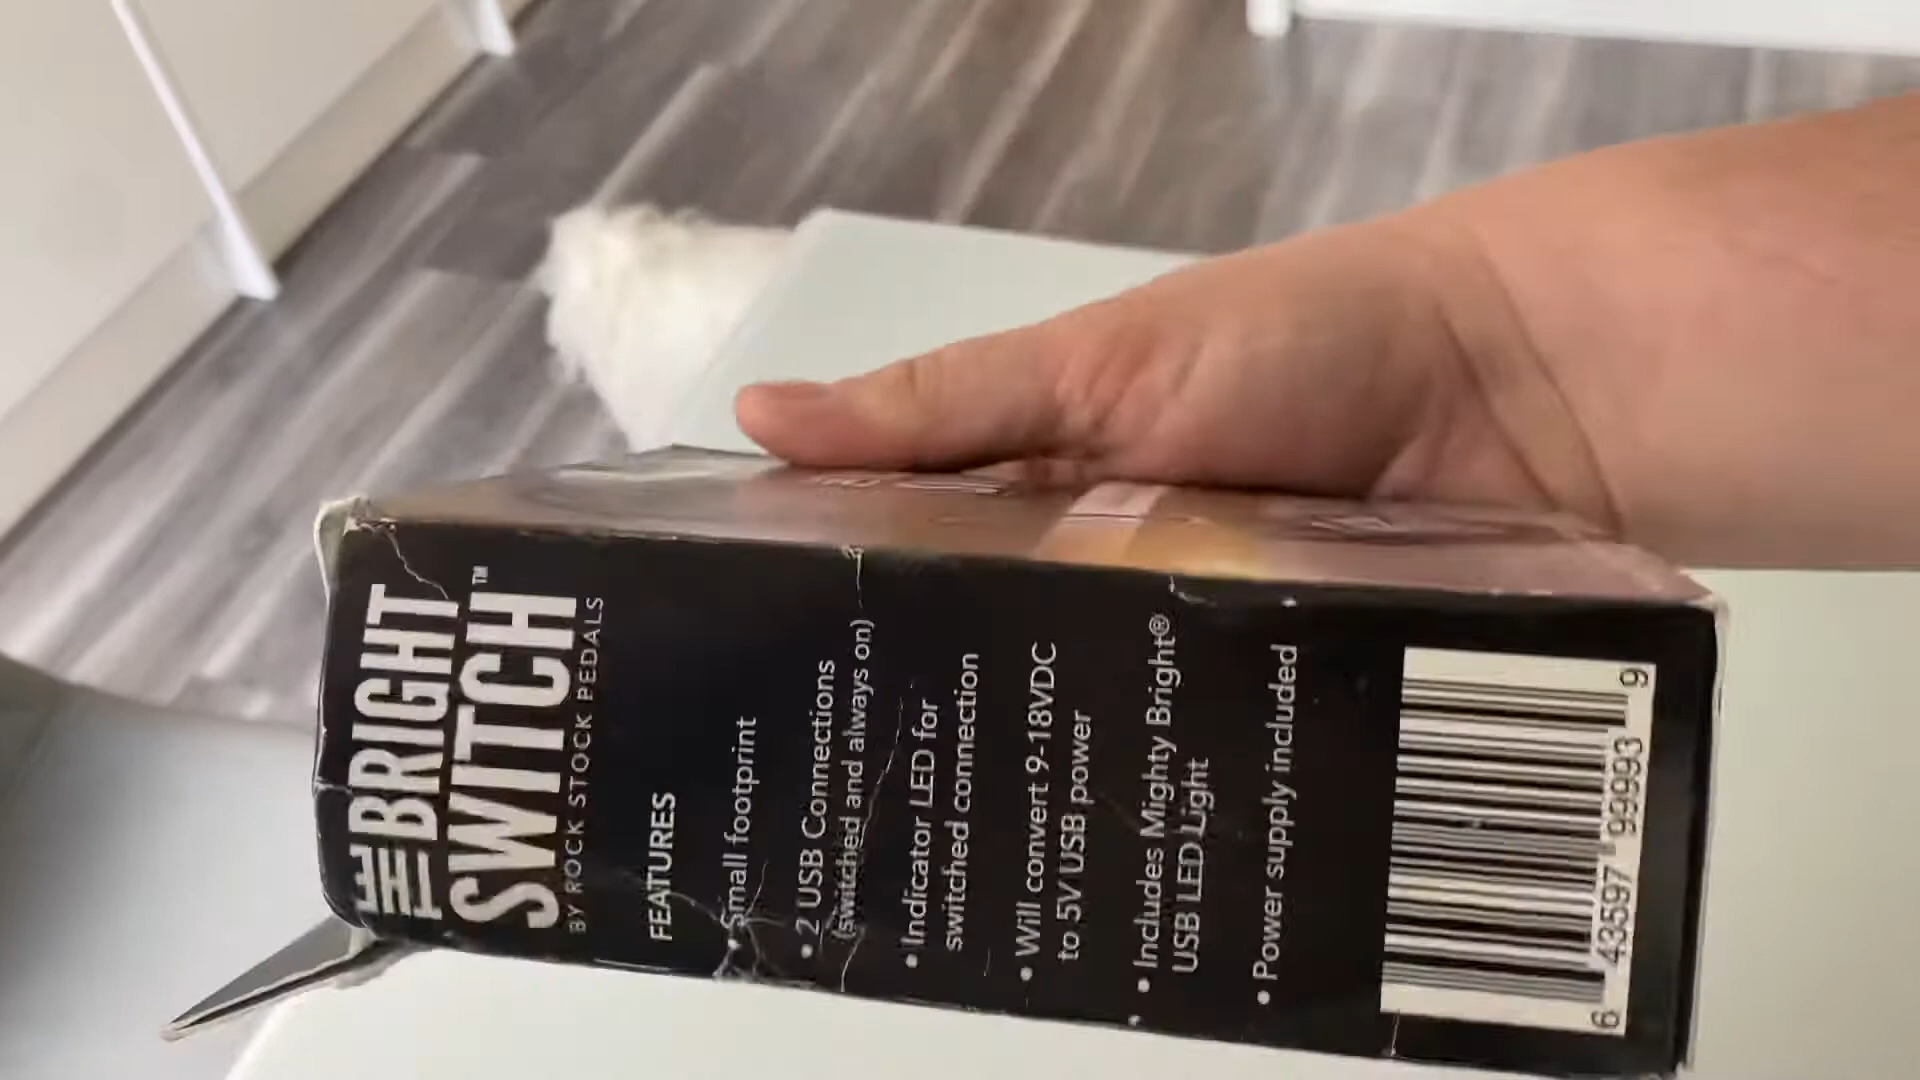 THE BRIGHT
SWITCH™
BY ROCK STOCK PEDALS
FEATURES
• Small footprint
• 2 USB Connections
(switched and always on)
• Indicator LED for
switched connection
• Will convert 9-18VDC
to 5V USB power
• Includes Mighty Bright®
USB LED Light
• Power supply included
6 43597 99993 9